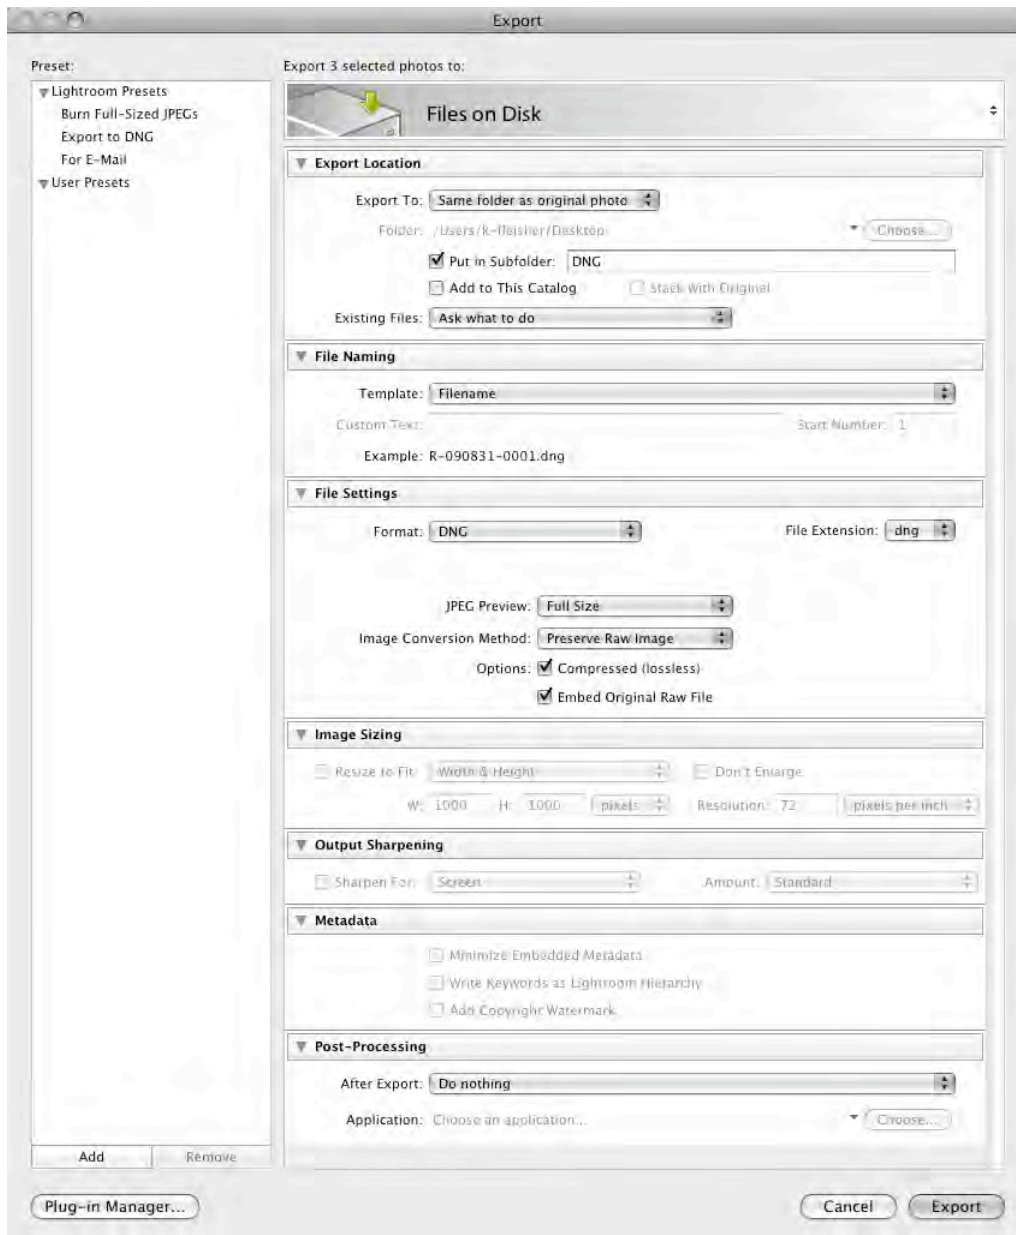 Export
Preset:
Lightroom Presets
Burn Full-Sized JPEGs
Export to DNG
For E-Mail
User Presets
Add Remove
Plug-in Manager...
Export 3 selected photos to:
Files on Disk
Export Location
Export To: Same folder as original photo
Folder: /Users/k-fleisher/Desktop Choose...
Put in Subfolder: DNG
Add to This Catalog Stack With Original
Existing Files: Ask what to do
File Naming
Template: Filename
Custom Text: Start Number: 1
Example: R-090831-0001.dng
File Settings
Format: DNG File Extension: dng
JPEG Preview: Full Size
Image Conversion Method: Preserve Raw Image
Options: Compressed (lossless)
Embed Original Raw File
Image Sizing
Resize to Fit: Width & Height Don't Enlarge
W: 1000 H: 1000 pixels Resolution: 72 pixels per inch
Output Sharpening
Sharpen For: Screen Amount: Standard
Metadata
Minimize Embedded Metadata
Write Keywords as Lightroom Hierarchy
Add Copyright Watermark
Post-Processing
After Export: Do nothing
Application: Choose an application... Choose...
Cancel Export